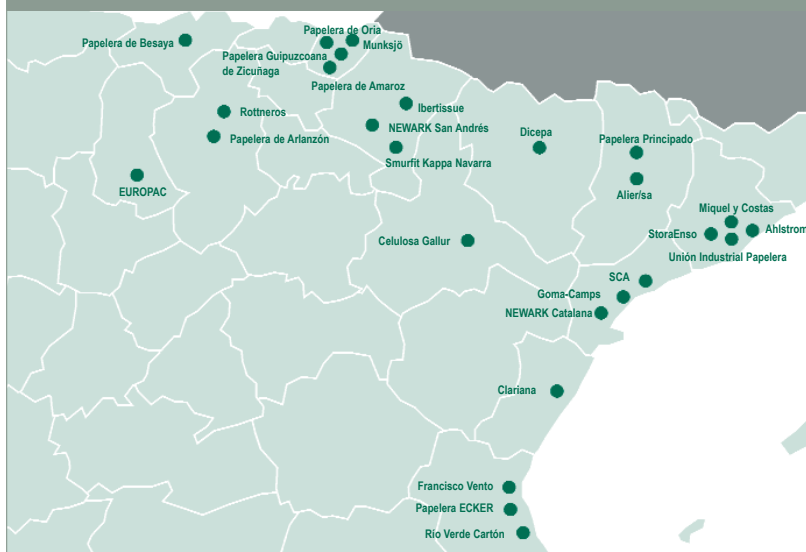 Papelera de Oria
Papelera de Besaya
Munksjö
Papelera Guipuzcoana
de Zicuñaga
Papelera de Amaroz
Ibertissue
Rottneros
NEWARK San Andrés
Dicepa
Papelera Principado
Papelera de Arlanzón
Smurfit Kappa Navarra
EUROPAC
Alier/sa
Miquel y Costas
StoraEnso
Ahlstrom
Celulosa Gallur
Unión Industrial Papelera
SCA
Goma-Camps
NEWARK Catalana
Clariana
Francisco Vento
Papelera ECKER
Río Verde Cartón